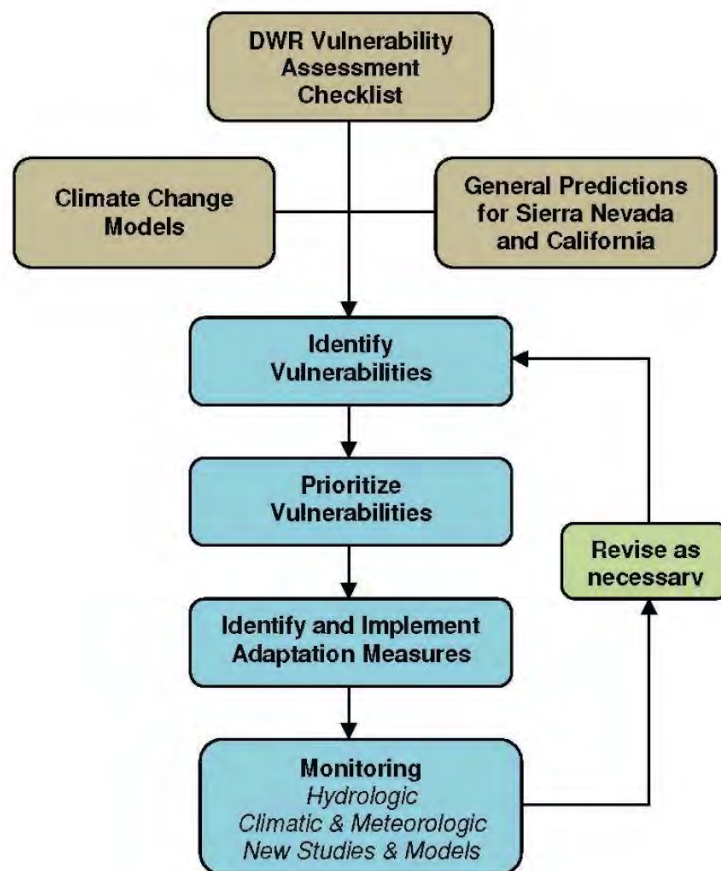 DWR Vulnerability
Assessment
Checklist
Climate Change
Models
General Predictions
for Sierra Nevada
and California
Identify
Vulnerabilities
Prioritize
Vulnerabilities
Revise as
necessary
Identify and Implement
Adaptation Measures
Monitoring
Hydrologic
Climatic & Meteorologic
New Studies & Models